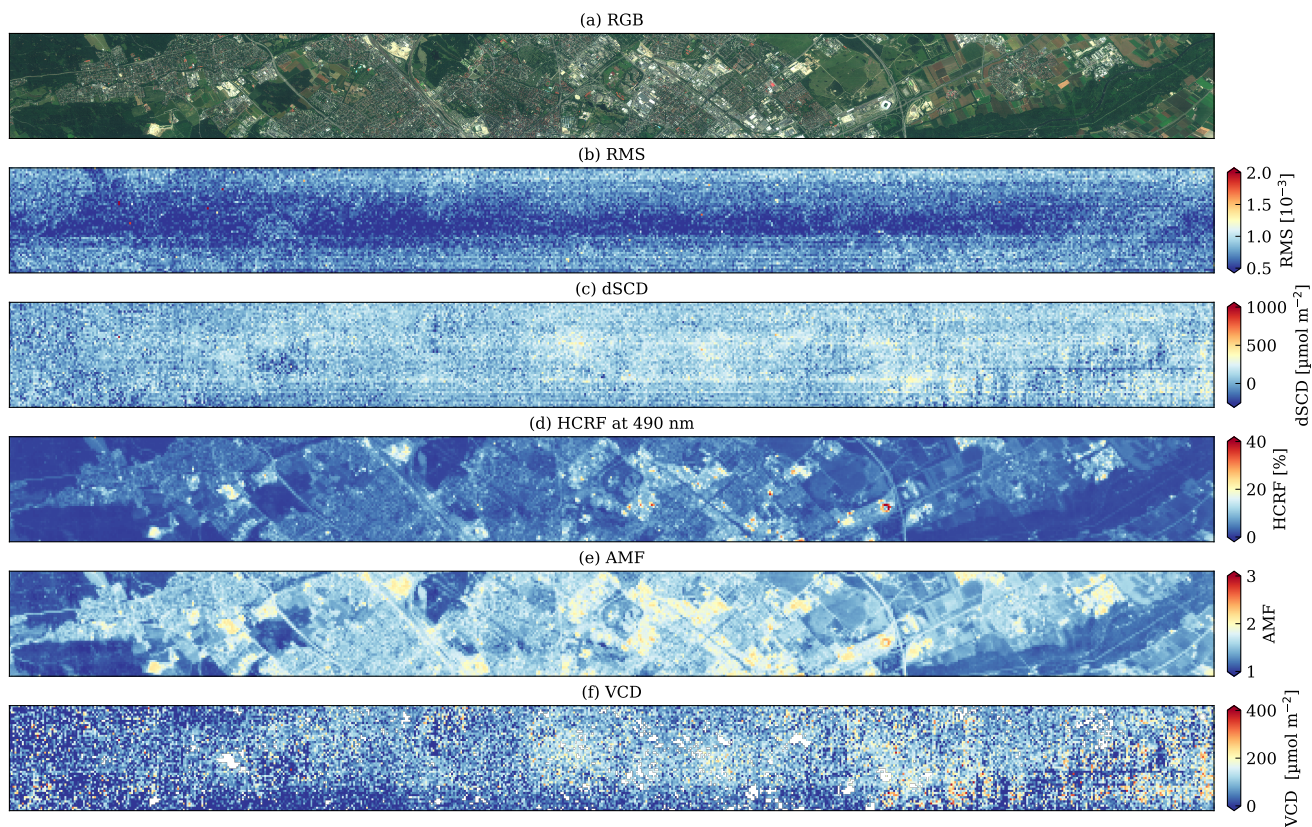 (a) RGB
(b) RMS
2.0
1.5
1.0
0.5
RMS [10⁻³]
(c) dSCD
1000
500
0
dSCD [µmol m⁻²]
(d) HCRF at 490 nm
40
20
0
HCRF [%]
(e) AMF
3
2
1
AMF
(f) VCD
400
200
0
VCD [µmol m⁻²]